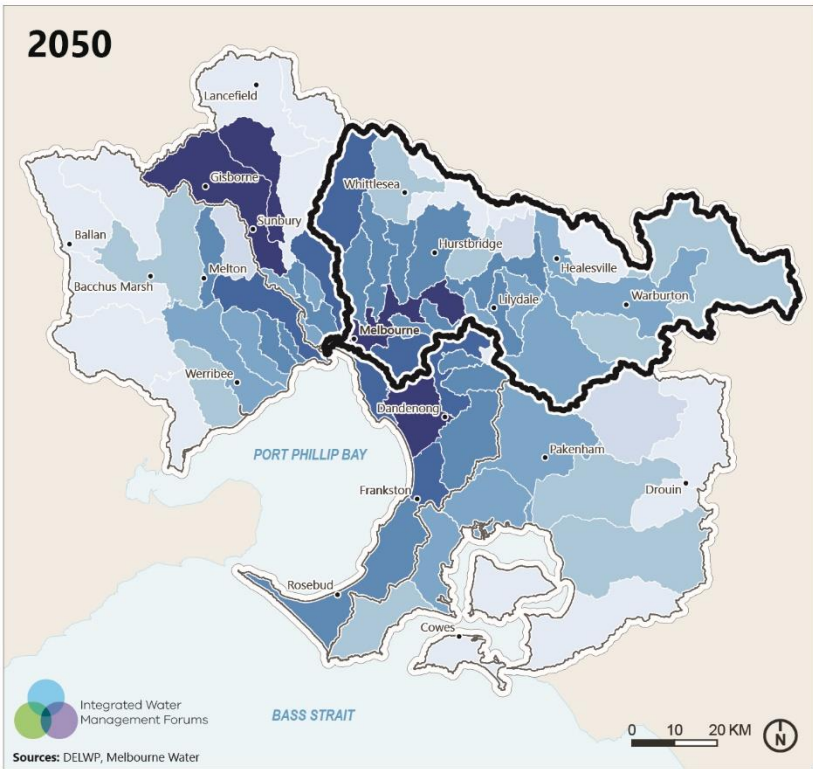 2050
Lancefield
Gisborne
Whittlesea
Sunbury
Ballan
Hurstbridge
Healesville
Melton
Bacchus Marsh
Lilydale
Warburton
Melbourne
Werribee
Dandenong
PORT PHILLIP BAY
Pakenham
Frankston
Drouin
Rosebud
Cowes
Integrated Water
Management Forums
BASS STRAIT
0 10 20 KM
N
Sources: DELWP, Melbourne Water